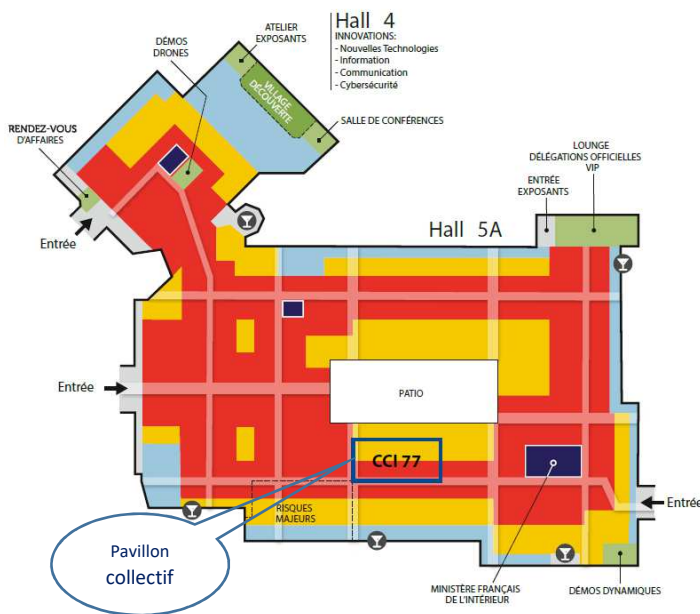 Hall 4
INNOVATIONS:
- Nouvelles Technologies
- Information
- Communication
- Cybersécurité
ATELIER
EXPOSANTS
DÉMOS
DRONES
VILLAGE
DÉCOUVERTE
SALLE DE CONFÉRENCES
RENDEZ-VOUS
D'AFFAIRES
Entrée
LOUNGE
DÉLÉGATIONS OFFICIELLES
VIP
ENTRÉE
EXPOSANTS
Hall 5A
Entrée
PATIO
CCI 77
RISQUES
MAJEURS
Entrée
Pavillon
collectif
MINISTÈRE FRANÇAIS
DE L'INTÉRIEUR
DÉMOS DYNAMIQUES